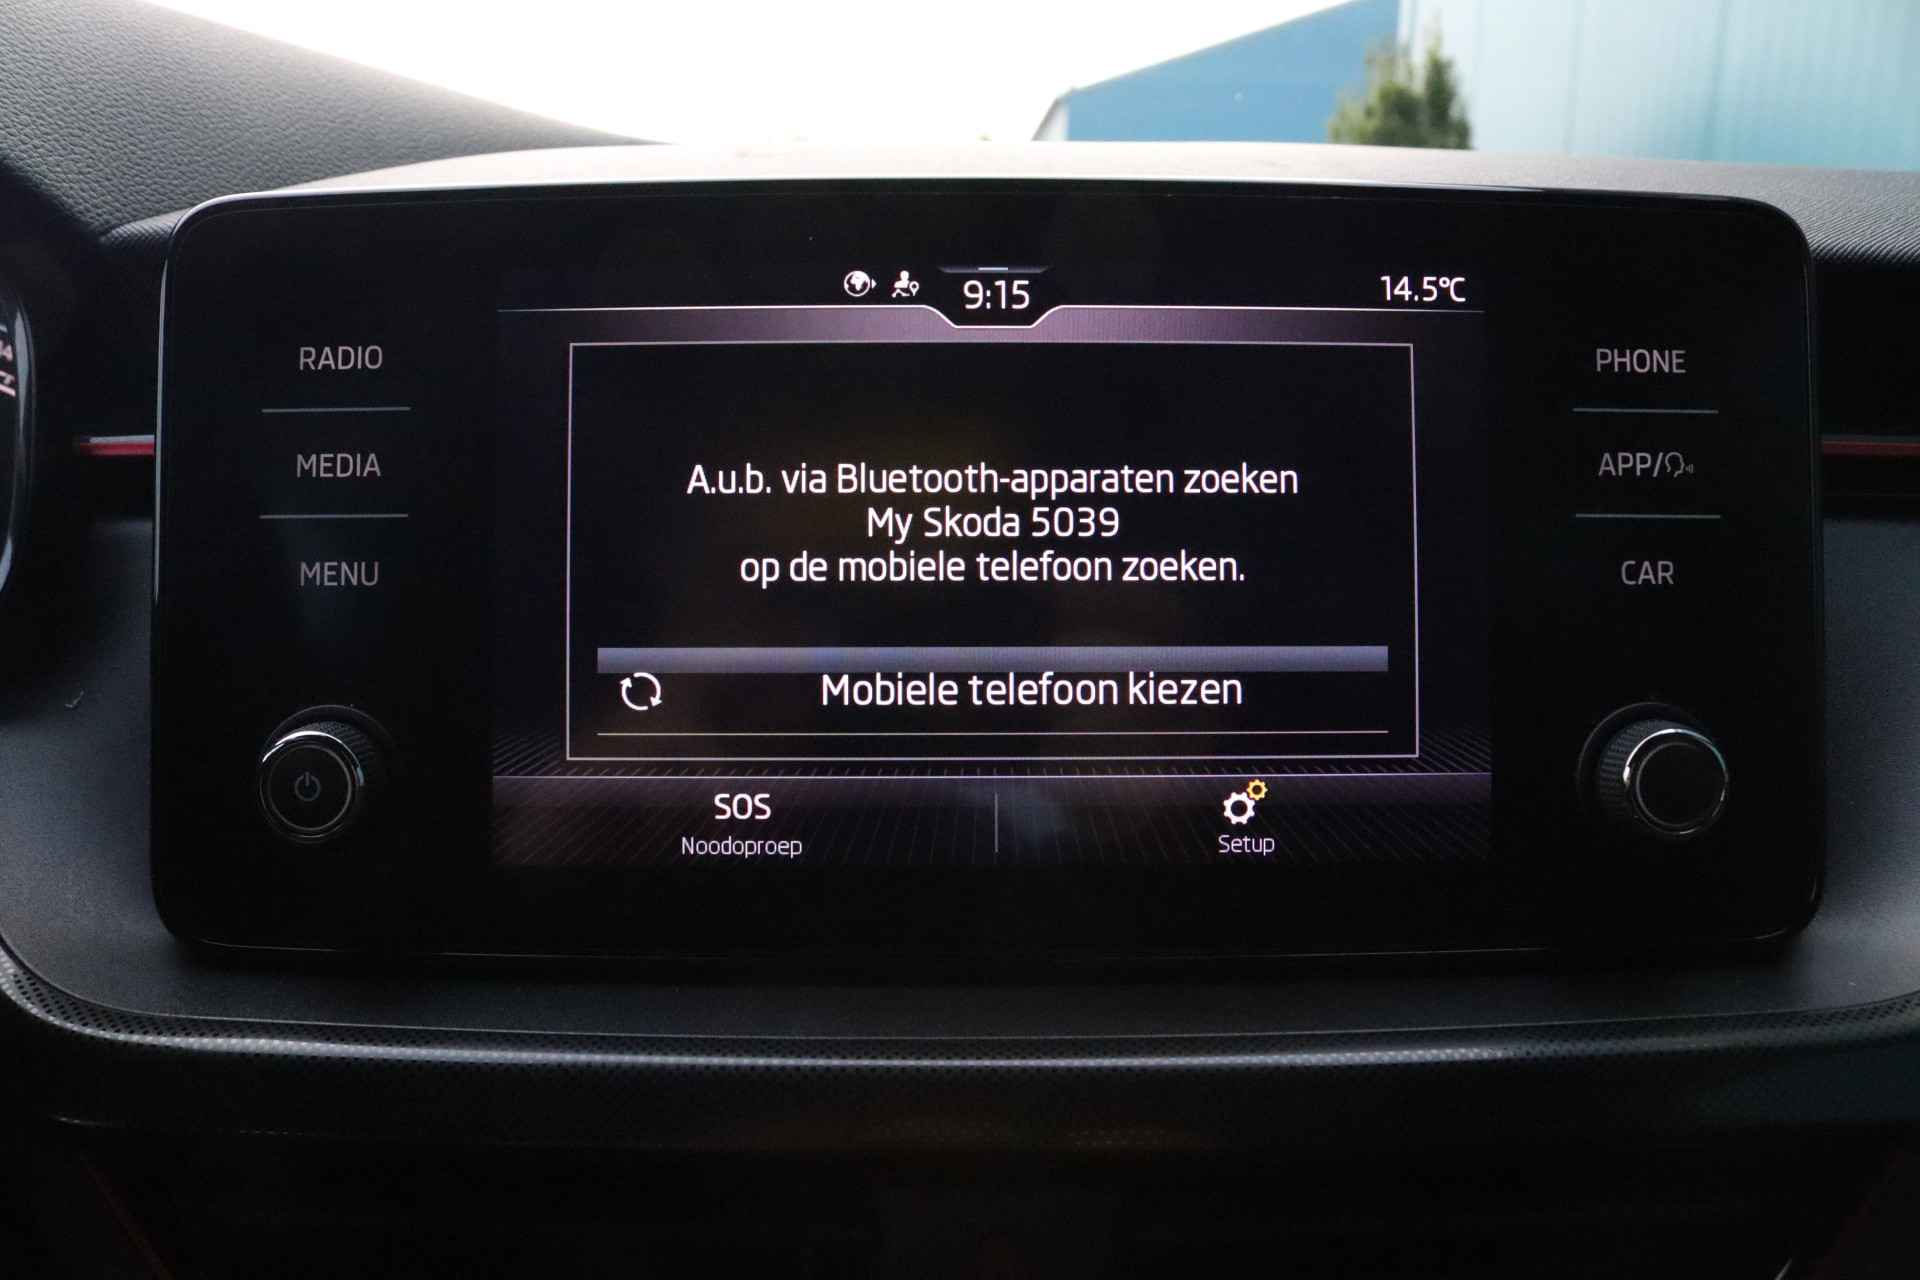 9:15
14.5°C
RADIO
MEDIA
MENU
A.u.b. via Bluetooth-apparaten zoeken
My Skoda 5039
op de mobiele telefoon zoeken.
Mobiele telefoon kiezen
SOS
Noodoproep
Setup
PHONE
APP/
CAR